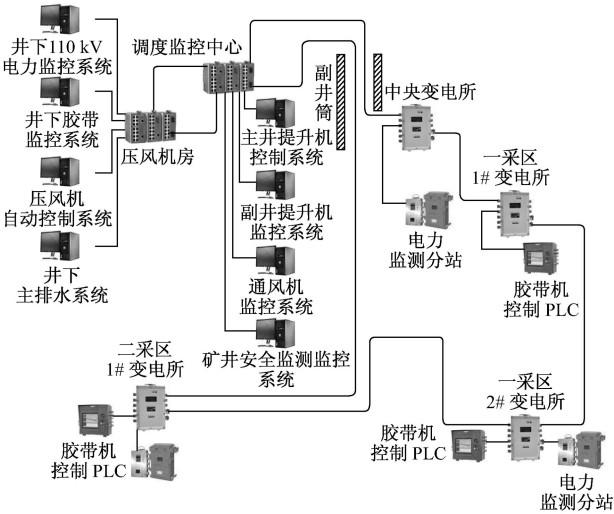 井下110 kV
电力监控系统
井下胶带
监控系统
压风机
自动控制系统
井下
主排水系统
压风机房
调度监控中心
主井提升机
控制系统
副井提升机
监控系统
通风机
监控系统
矿井安全监测监控
系统
副井筒
中央变电所
电力
监测分站
一采区
1# 变电所
胶带机
控制 PLC
二采区
1# 变电所
胶带机
控制 PLC
一采区
2# 变电所
胶带机
控制 PLC
电力
监测分站